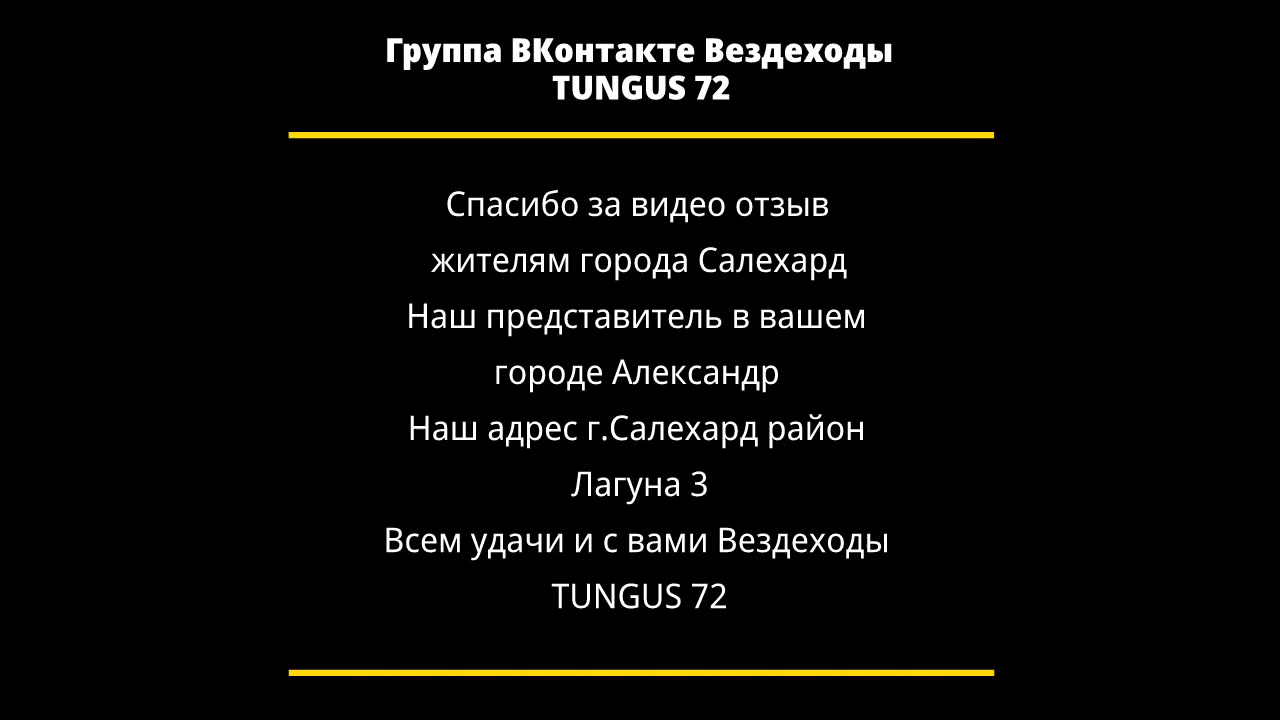 Группа ВКонтакте Вездеходы
TUNGUS 72
Спасибо за видео отзыв
жителям города Салехард
Наш представитель в вашем
городе Александр
Наш адрес г.Салехард район
Лагуна 3
Всем удачи и с вами Вездеходы
TUNGUS 72